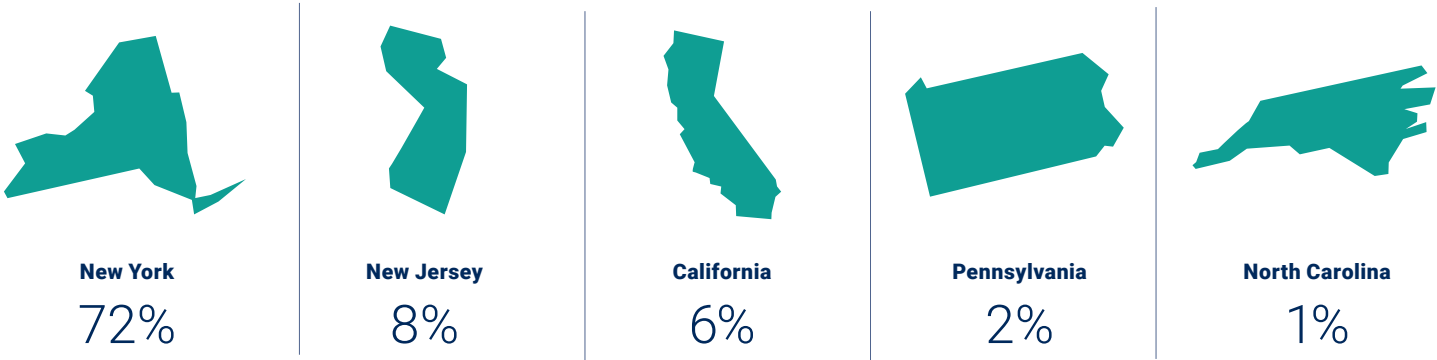 New York
72%
New Jersey
8%
California
6%
Pennsylvania
2%
North Carolina
1%